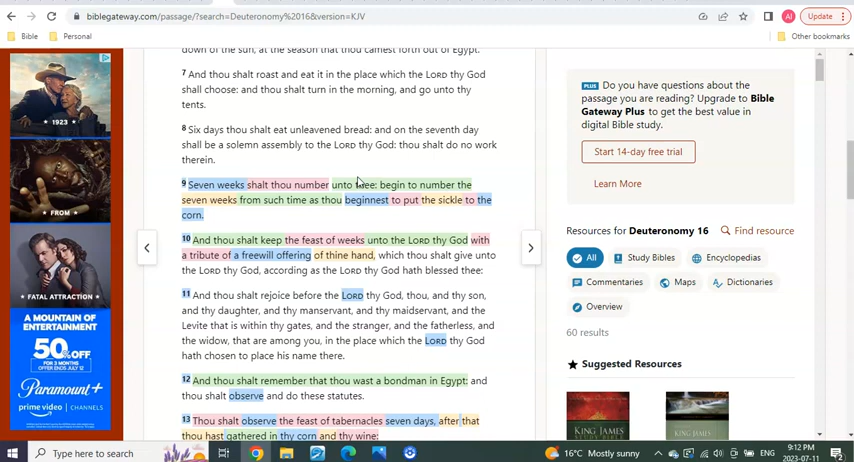 biblegateway.com/passage/?search=Deuteronomy%2016&version=KJV
AI
Update
Bible
Personal
Other bookmarks
down of the sun, at the season that thou camest forth out of Egypt.
7 And thou shalt roast and eat it in the place which the LORD thy God
shall choose: and thou shalt turn in the morning, and go unto thy
tents.
8 Six days thou shalt eat unleavened bread: and on the seventh day
shall be a solemn assembly to the LORD thy God: thou shalt do no work
therein.
9 Seven weeks shalt thou number unto thee: begin to number the
seven weeks from such time as thou beginnest to put the sickle to the
corn.
10 And thou shalt keep the feast of weeks unto the LORD thy God with
a tribute of a freewill offering of thine hand, which thou shalt give unto
the LORD thy God, according as the LORD thy God hath blessed thee:
11 And thou shalt rejoice before the LORD thy God, thou, and thy son,
and thy daughter, and thy manservant, and thy maidservant, and the
Levite that is within thy gates, and the stranger, and the fatherless, and
the widow, that are among you, in the place which the LORD thy God
hath chosen to place his name there.
12 And thou shalt remember that thou wast a bondman in Egypt: and
thou shalt observe and do these statutes.
13 Thou shalt observe the feast of tabernacles seven days, after that
thou hast gathered in thy corn and thy wine:
1923
FROM
FATAL ATTRACTION
A MOUNTAIN OF
ENTERTAINMENT
50% OFF
FOR 3 MONTHS
OFFER ENDS JULY 12
Paramount+
prime video | CHANNELS
PLUS Do you have questions about the
passage you are reading? Upgrade to Bible
Gateway Plus to get the best value in
digital Bible study.
Start 14-day free trial
Learn More
Resources for Deuteronomy 16
Find resource
All
Study Bibles
Encyclopedias
Commentaries
Maps
Dictionaries
Overview
60 results
Suggested Resources
KING JAMES
KING JAMES
Type here to search
16°C Mostly sunny
ENG
9:12 PM
2023-07-11
2